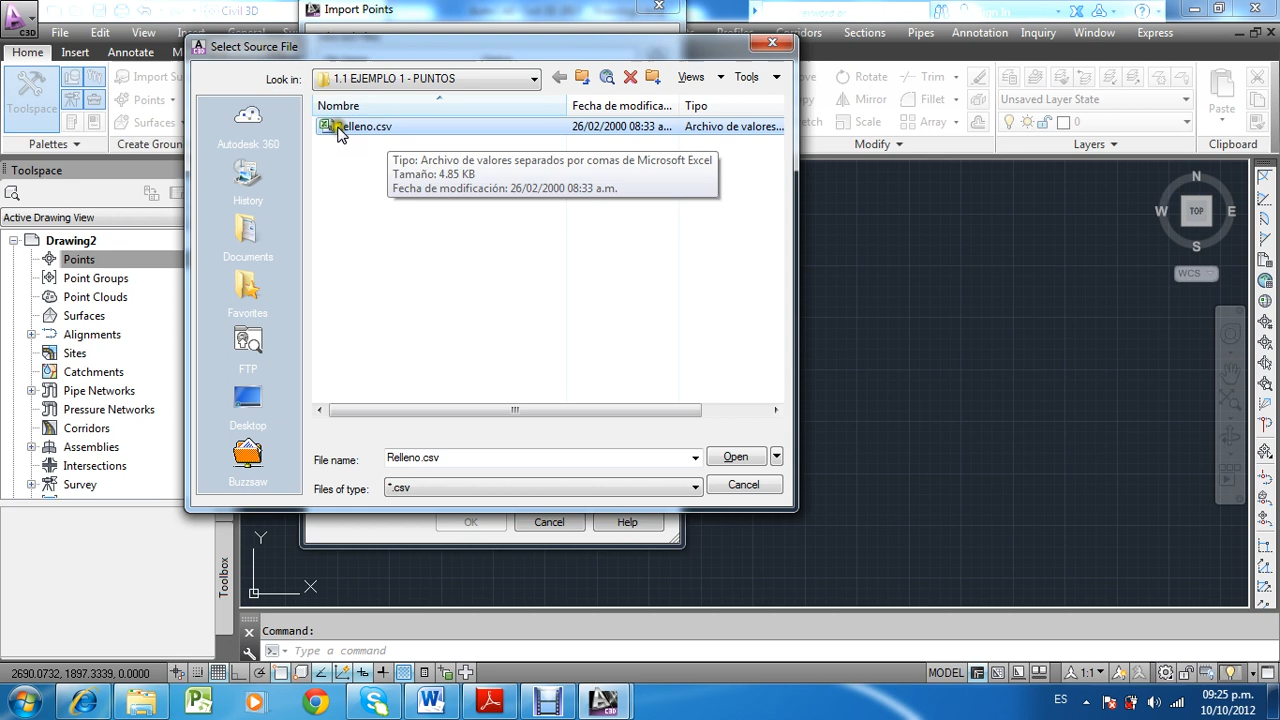 Import Points
Civil 3D
Sign In
File Edit View Insert General
Corridors Sections Pipes Annotation Inquiry Window Express
Select Source File
Home Insert Annotate
Look in: 1.1 EJEMPLO 1 - PUNTOS Views Tools
Toolspace
Import Su
Points
Surfaces
Palettes Create Groun
Rotate Trim
Mirror Fillet
Stretch Array
Modify
Unsaved Layer State
0
Layers
Paste
Clipboard
Nombre Fecha de modifica... Tipo
Relleno.csv 26/02/2000 08:33 a... Archivo de valores...
Tipo: Archivo de valores separados por comas de Microsoft Excel
Tamaño: 4.85 KB
Fecha de modificación: 26/02/2000 08:33 a.m.
Autodesk 360
History
Documents
Favorites
FTP
Desktop
Buzzsaw
File name: Relleno.csv Open
Files of type: *.csv Cancel
OK Cancel Help
Toolspace
Active Drawing View
Drawing2
Points
Point Groups
Point Clouds
Surfaces
Alignments
Sites
Catchments
Pipe Networks
Pressure Networks
Corridors
Assemblies
Intersections
Survey
Toolbox
N
W TOP E
S
WCS
Y
X
Command:
Type a command
2690.0732, 1897.3339, 0.0000
MODEL 1:1
ES 09:25 p.m.
10/10/2012